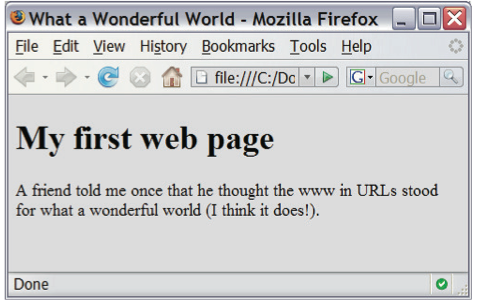 What a Wonderful World - Mozilla Firefox
File Edit View History Bookmarks Tools Help
file:///C:/Do G Google
My first web page
A friend told me once that he thought the www in URLs stood
for what a wonderful world (I think it does!).
Done